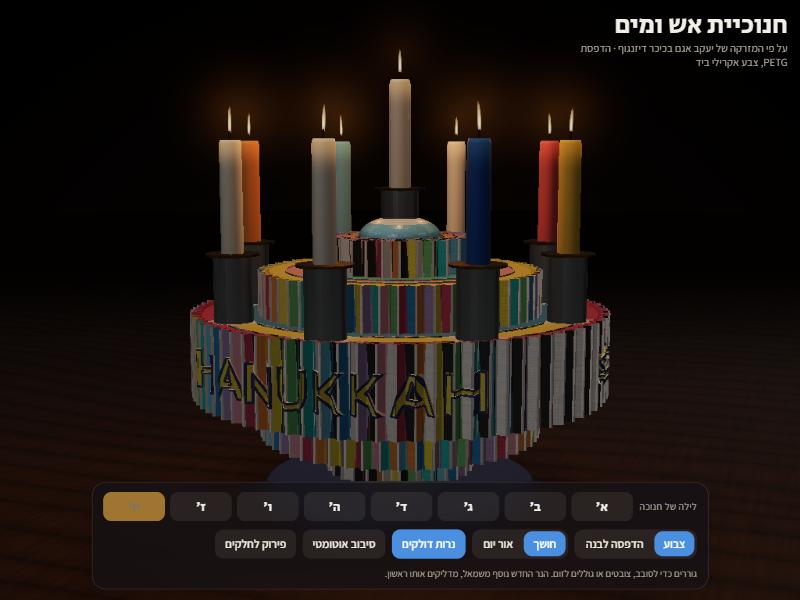 חנוכיית אש ומים
על פי המזרקה של יעקב אגם בכיכר דיזנגוף · הדפסת
PETG, צבע אקרילי ביד
HANUKKAH
לילה של חנוכה
א׳
ב׳
ג׳
ד׳
ה׳
ו׳
ז׳
ח׳
צבוע
הדפסה לבנה
חושך
אור יום
נרות דולקים
סיבוב אוטומטי
פירוק לחלקים
גוררים כדי לסובב, צובטים או גוללים לזום. הנר החדש נוסף משמאל, מדליקים אותו ראשון.